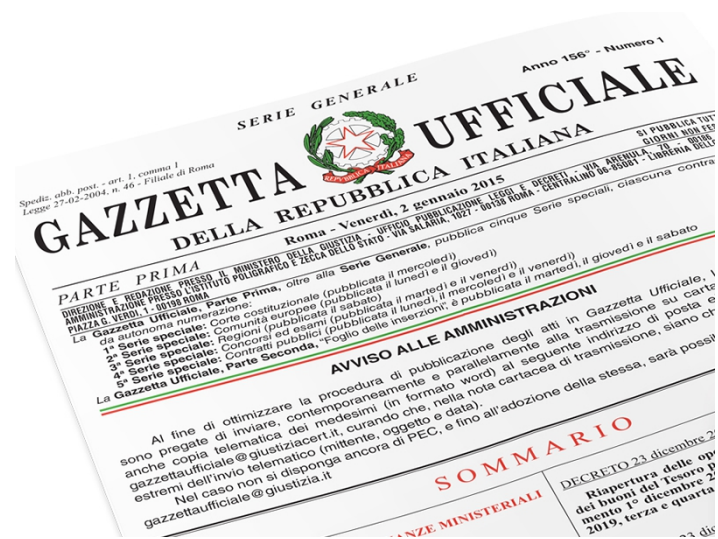 SERIE GENERALE
Anno 156° - Numero 1
Spediz. abb. post. - art. 1, comma 1
Legge 27-02-2004, n. 46 - Filiale di Roma
GAZZETTA UFFICIALE
REPVBBLICA ITALIANA
DELLA REPUBBLICA ITALIANA
PARTE PRIMA
Roma - Venerdì, 2 gennaio 2015
SI PUBBLICA TUT
GIORNI NON FES
DIREZIONE E REDAZIONE PRESSO IL MINISTERO DELLA GIUSTIZIA - UFFICIO PUBBLICAZIONE LEGGI E DECRETI - VIA ARENULA, 70 - 00186
AMMINISTRAZIONE PRESSO L'ISTITUTO POLIGRAFICO E ZECCA DELLO STATO - VIA SALARIA, 1027 - 00138 ROMA - CENTRALINO 06-85081 - LIBRERIA DELLO
PIAZZA G. VERDI, 1 - 00198 ROMA
La Gazzetta Ufficiale, Parte Prima, oltre alla Serie Generale, pubblica cinque Serie speciali, ciascuna contra
da autonoma numerazione:
1ª Serie speciale: Corte costituzionale (pubblicata il mercoledì)
2ª Serie speciale: Comunità europee (pubblicata il lunedì e il giovedì)
3ª Serie speciale: Regioni (pubblicata il sabato)
4ª Serie speciale: Concorsi ed esami (pubblicata il martedì e il venerdì)
5ª Serie speciale: Contratti pubblici (pubblicata il lunedì, il mercoledì e il venerdì)
La Gazzetta Ufficiale, Parte Seconda, "Foglio delle inserzioni", è pubblicata il martedì, il giovedì e il sabato
AVVISO ALLE AMMINISTRAZIONI
Al fine di ottimizzare la procedura di pubblicazione degli atti in Gazzetta Ufficiale, l
sono pregate di inviare, contemporaneamente e parallelamente alla trasmissione su carta
anche copia telematica dei medesimi (in formato word) al seguente indirizzo di posta e
gazzettaufficiale@giustiziacert.it, curando che, nella nota cartacea di trasmissione, siano ch
estremi dell'invio telematico (mittente, oggetto e data).
Nel caso non si disponga ancora di PEC, e fino all'adozione della stessa, sarà possi
gazzettaufficiale@giustizia.it
SOMMARIO
ANZE MINISTERIALI
DECRETO 23 dicembre 2
Riapertura delle ope
dei buoni del Tesoro p
mento 1° dicembre 2
2019, terza e quarta